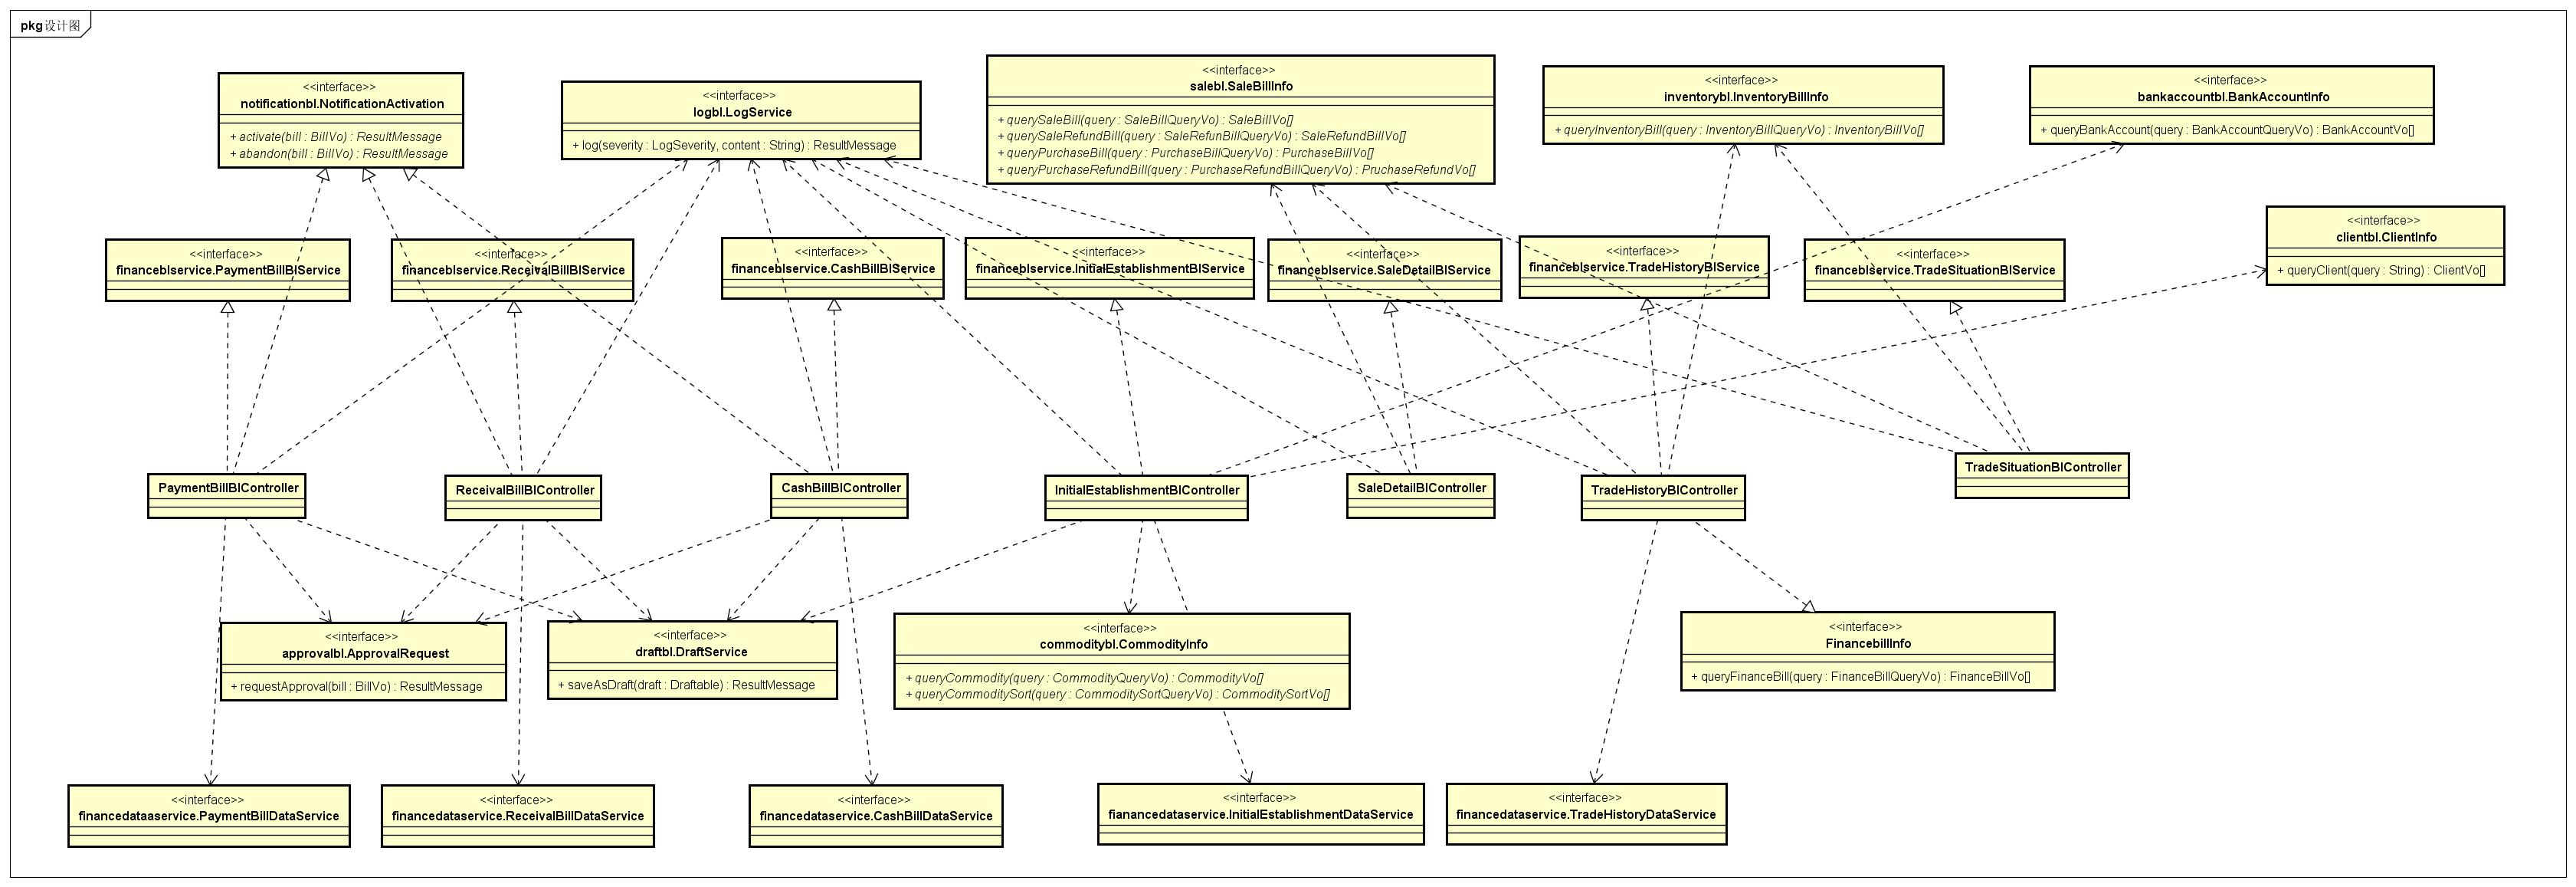 pkg 设计图
<<interface>>
notificationbl.NotificationActivation
+ activate(bill : BillVo) : ResultMessage
+ abandon(bill : BillVo) : ResultMessage
<<interface>>
logbl.LogService
+ log(severity : LogSeverity, content : String) : ResultMessage
<<interface>>
salebl.SaleBillInfo
+ querySaleBill(query : SaleBillQueryVo) : SaleBillVo[]
+ querySaleRefundBill(query : SaleRefunBillQueryVo) : SaleRefundBillVo[]
+ queryPurchaseBill(query : PurchaseBillQueryVo) : PurchaseBillVo[]
+ queryPurchaseRefundBill(query : PurchaseRefundBillQueryVo) : PruchaseRefundVo[]
<<interface>>
inventorybl.InventoryBillInfo
+ queryInventoryBill(query : InventoryBillQueryVo) : InventoryBillVo[]
<<interface>>
bankaccountbl.BankAccountInfo
+ queryBankAccount(query : BankAccountQueryVo) : BankAccountVo[]
<<interface>>
clientbl.ClientInfo
+ queryClient(query : String) : ClientVo[]
<<interface>>
financeblservice.PaymentBillBlService
<<interface>>
financeblservice.ReceivalBillBlService
<<interface>>
financeblservice.CashBillBlService
<<interface>>
financeblservice.InitialEstablishmentBlService
<<interface>>
financeblservice.SaleDetailBlService
<<interface>>
financeblservice.TradeHistoryBlService
<<interface>>
financeblservice.TradeSituationBlService
PaymentBillBlController
ReceivalBillBlController
CashBillBlController
InitialEstablishmentBlController
SaleDetailBlController
TradeHistoryBlController
TradeSituationBlController
<<interface>>
approvalbl.ApprovalRequest
+ requestApproval(bill : BillVo) : ResultMessage
<<interface>>
draftbl.DraftService
+ saveAsDraft(draft : Draftable) : ResultMessage
<<interface>>
commoditybl.CommodityInfo
+ queryCommodity(query : CommodityQueryVo) : CommodityVo[]
+ queryCommoditySort(query : CommoditySortQueryVo) : CommoditySortVo[]
<<interface>>
FinancebillInfo
+ queryFinanceBill(query : FinanceBillQueryVo) : FinanceBillVo[]
<<interface>>
financedataaservice.PaymentBillDataService
<<interface>>
financedataservice.ReceivalBillDataService
<<interface>>
financedataservice.CashBillDataService
<<interface>>
fianancedataservice.InitialEstablishmentDataService
<<interface>>
financedataservice.TradeHistoryDataService